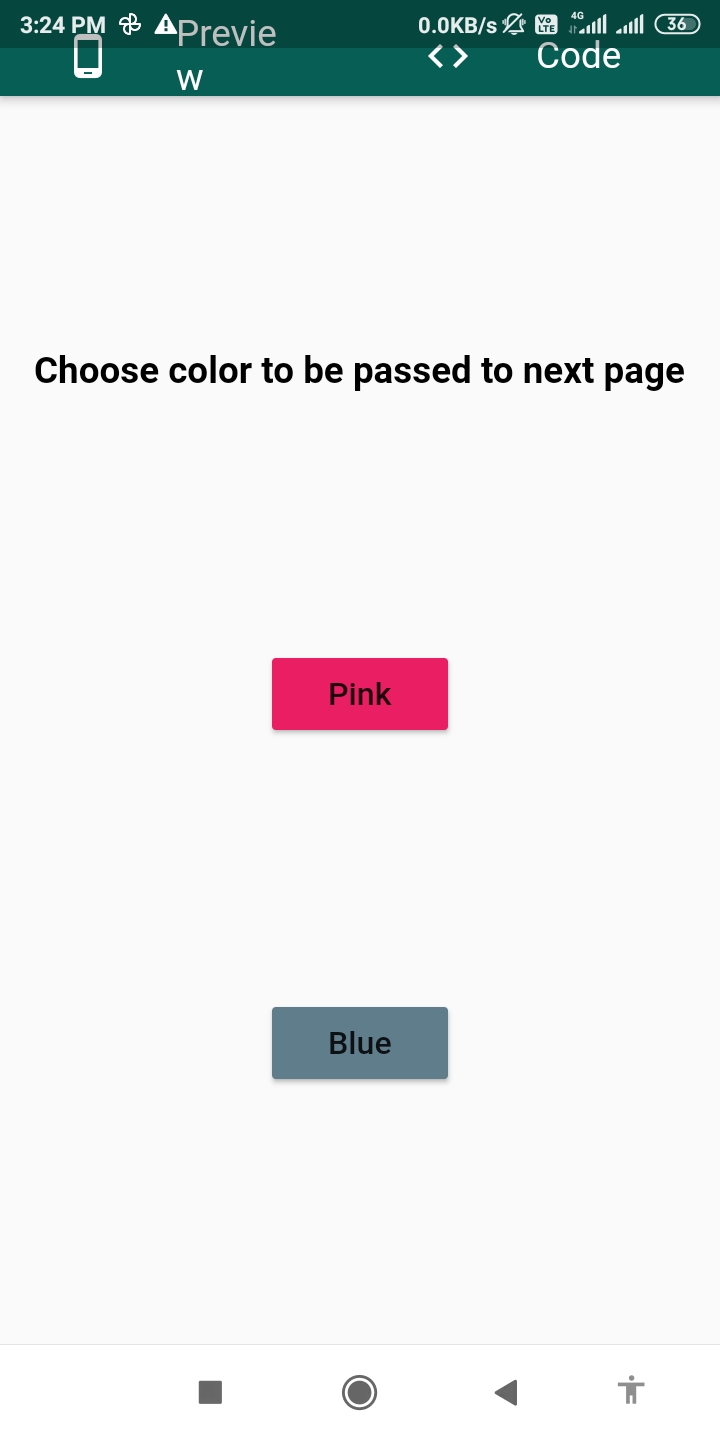 3:24 PM 0.0KB/s Vo LTE 4G 36
Previe
w
Code
Choose color to be passed to next page
Pink
Blue